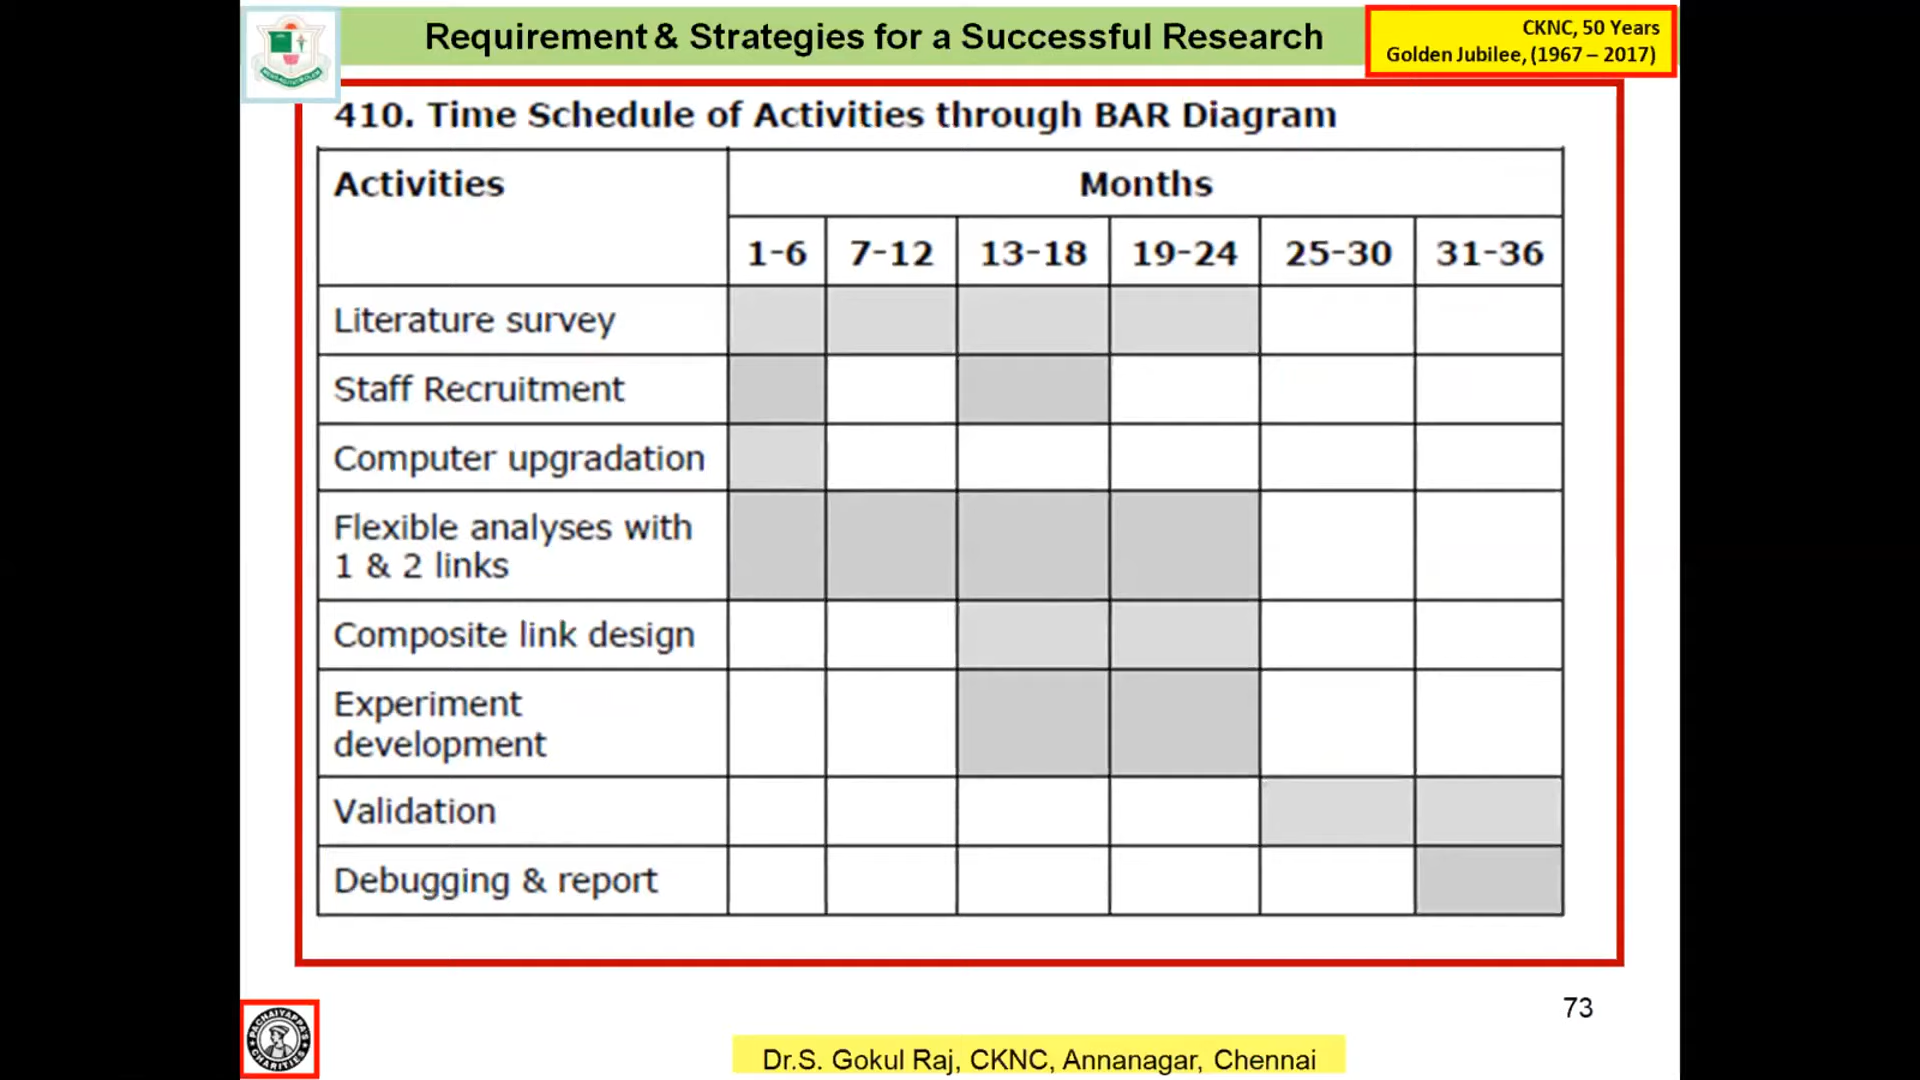 Requirement & Strategies for a Successful Research
CKNC, 50 Years
Golden Jubilee, (1967 – 2017)
410. Time Schedule of Activities through BAR Diagram
Activities
Months
1-6 7-12 13-18 19-24 25-30 31-36
Literature survey
Staff Recruitment
Computer upgradation
Flexible analyses with
1 & 2 links
Composite link design
Experiment
development
Validation
Debugging & report
73
PACHAIYAPPA'S
CHARITIES
Dr.S. Gokul Raj, CKNC, Annanagar, Chennai